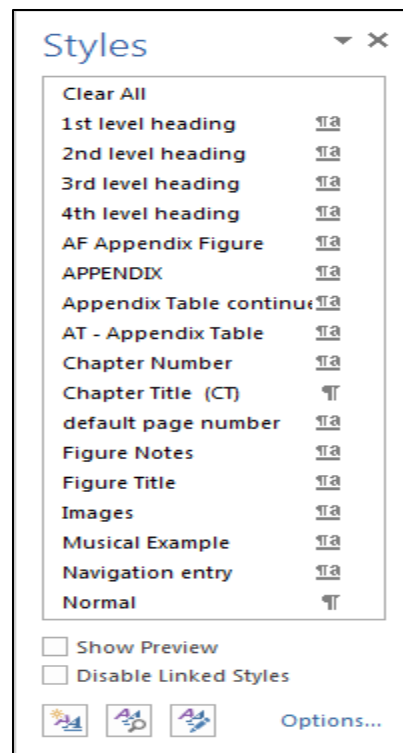 Styles
Clear All
1st level heading ¶a
2nd level heading ¶a
3rd level heading ¶a
4th level heading ¶a
AF Appendix Figure ¶a
APPENDIX ¶a
Appendix Table continue ¶a
AT - Appendix Table ¶a
Chapter Number ¶a
Chapter Title (CT) ¶
default page number ¶a
Figure Notes ¶a
Figure Title ¶a
Images ¶a
Musical Example ¶a
Navigation entry ¶a
Normal ¶
Show Preview
Disable Linked Styles
Options...